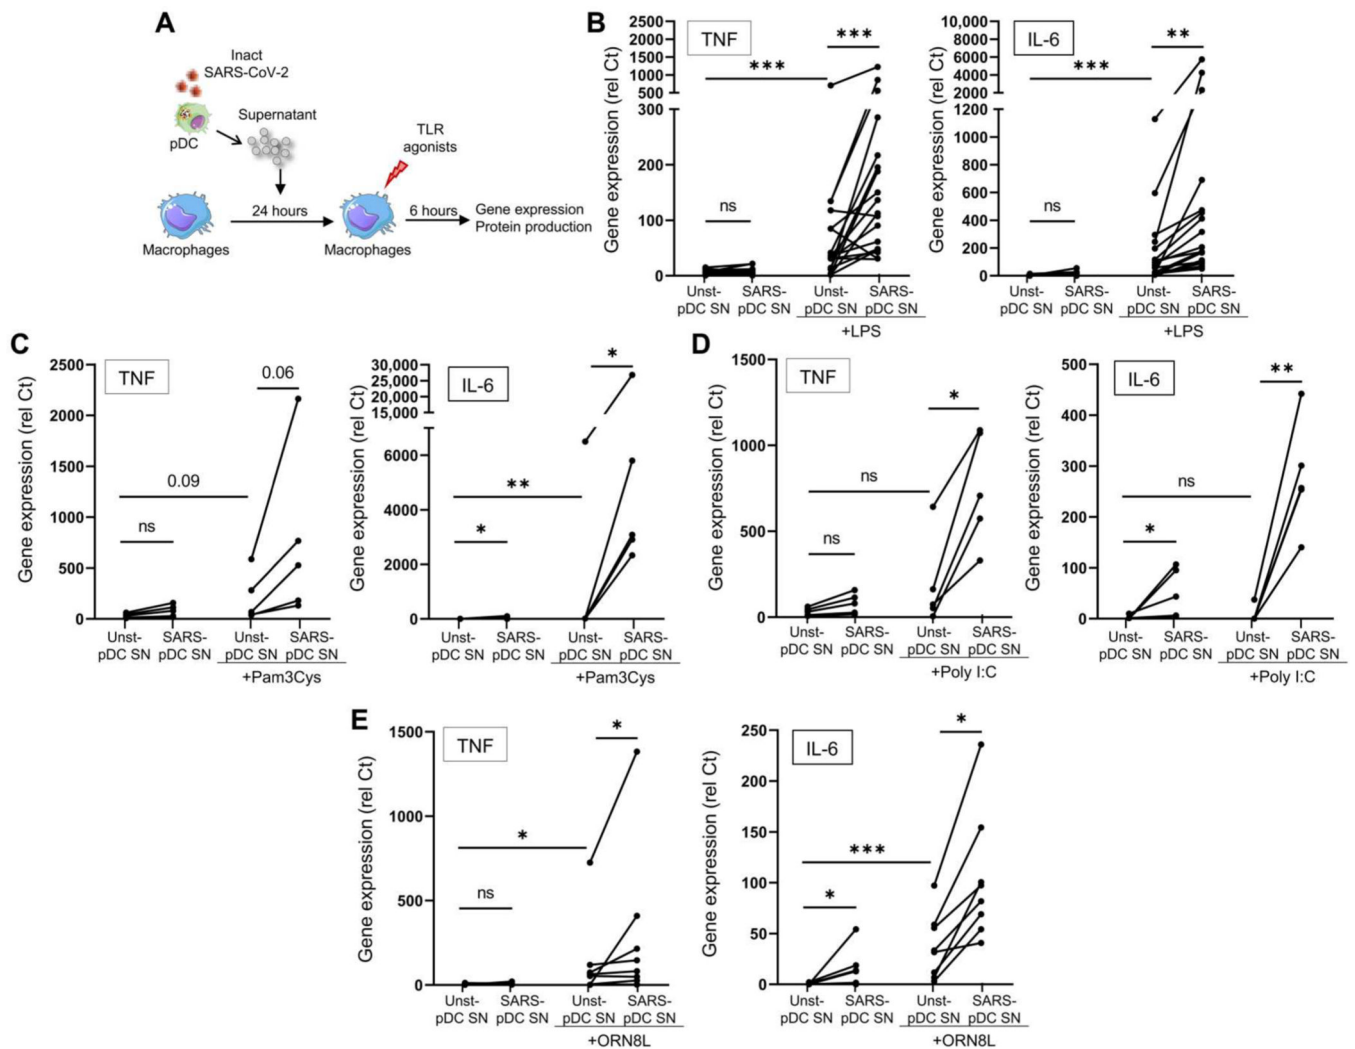 A
Inact
SARS-CoV-2
pDC
Supernatant
TLR
agonists
24 hours
6 hours
Gene expression
Protein production
Macrophages
Macrophages
B
Gene expression (rel Ct)
TNF
2500
2000
1500
1000
500
300
200
100
0
ns
***
***
Unst-
pDC SN
SARS-
pDC SN
Unst-
pDC SN
SARS-
pDC SN
+LPS
Gene expression (rel Ct)
IL-6
10,000
8000
6000
4000
2000
1200
1000
800
600
400
200
0
ns
***
**
Unst-
pDC SN
SARS-
pDC SN
Unst-
pDC SN
SARS-
pDC SN
+LPS
C
Gene expression (rel Ct)
TNF
2500
2000
1500
1000
500
0
ns
0.09
0.06
Unst-
pDC SN
SARS-
pDC SN
Unst-
pDC SN
SARS-
pDC SN
+Pam3Cys
Gene expression (rel Ct)
IL-6
30,000
25,000
20,000
15,000
6000
4000
2000
0
*
**
*
Unst-
pDC SN
SARS-
pDC SN
Unst-
pDC SN
SARS-
pDC SN
+Pam3Cys
D
Gene expression (rel Ct)
TNF
1500
1000
500
0
ns
ns
*
Unst-
pDC SN
SARS-
pDC SN
Unst-
pDC SN
SARS-
pDC SN
+Poly I:C
Gene expression (rel Ct)
IL-6
500
400
300
200
100
0
*
ns
**
Unst-
pDC SN
SARS-
pDC SN
Unst-
pDC SN
SARS-
pDC SN
+Poly I:C
E
Gene expression (rel Ct)
TNF
1500
1000
500
0
ns
*
*
Unst-
pDC SN
SARS-
pDC SN
Unst-
pDC SN
SARS-
pDC SN
+ORN8L
Gene expression (rel Ct)
IL-6
250
200
150
100
50
0
*
***
*
Unst-
pDC SN
SARS-
pDC SN
Unst-
pDC SN
SARS-
pDC SN
+ORN8L